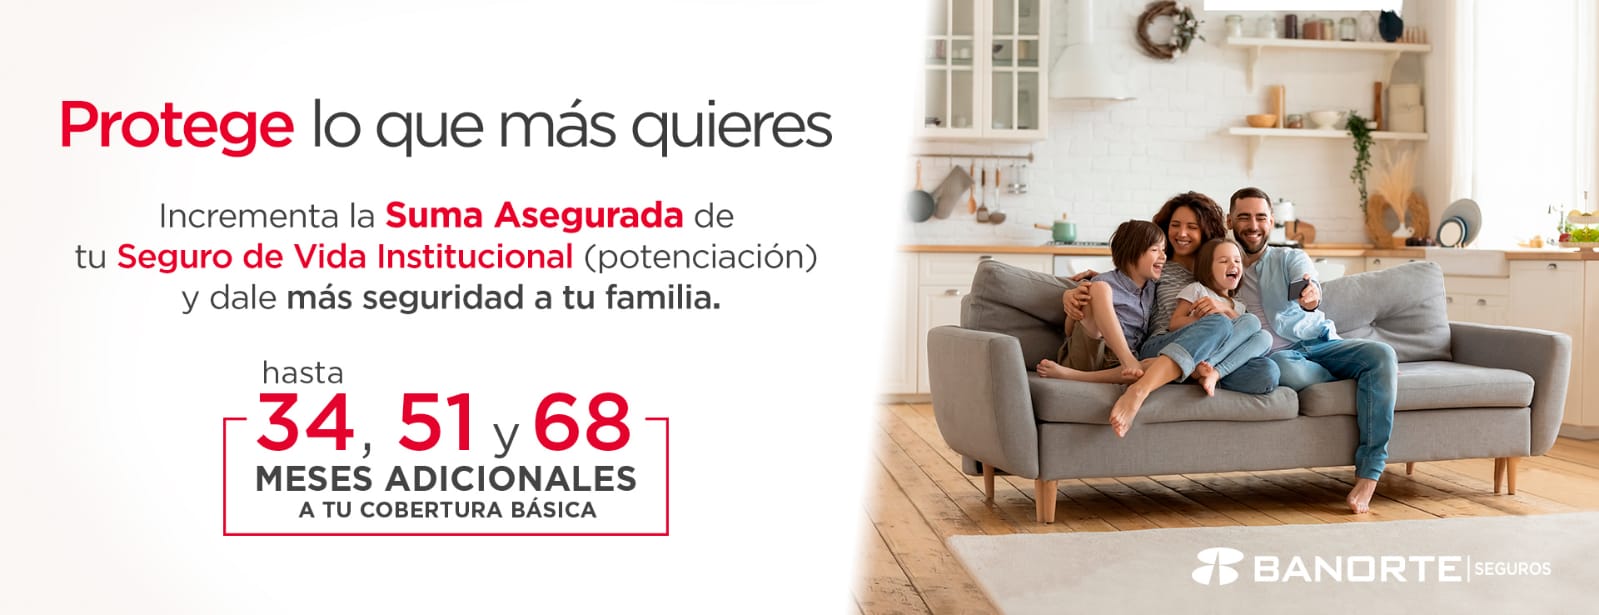 Protege lo que más quieres
Incrementa la Suma Asegurada de
tu Seguro de Vida Institucional (potenciación)
y dale más seguridad a tu familia.
hasta
34, 51 y 68
MESES ADICIONALES
A TU COBERTURA BÁSICA
BANORTE | SEGUROS